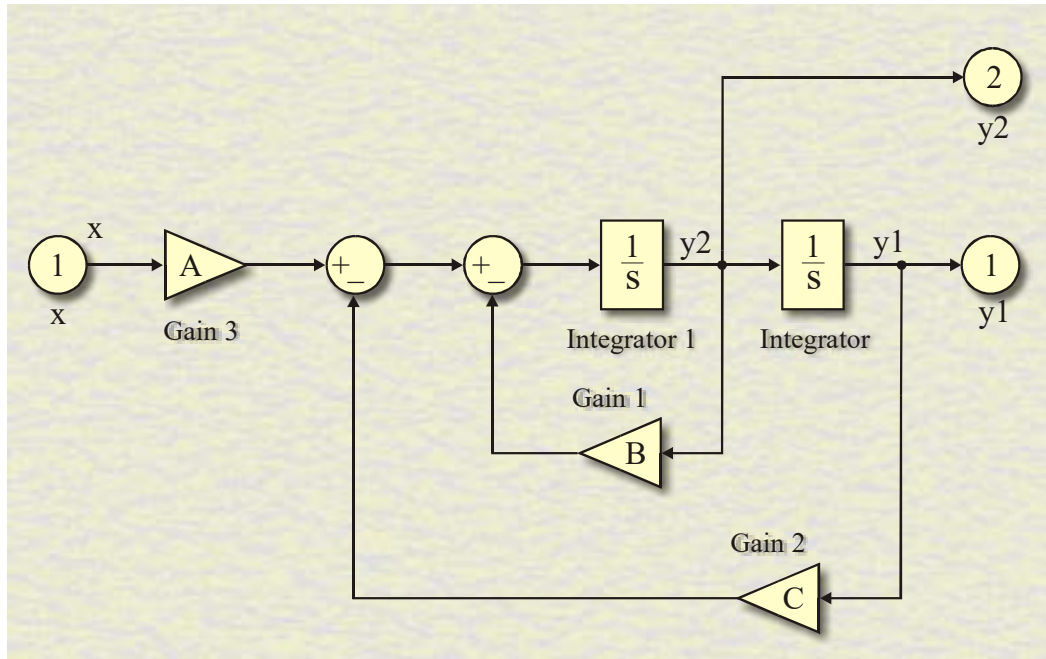 2
y2
x
1
A
+
−
+
−
1
s
y2
1
s
y1
1
x
Gain 3
Integrator 1
Integrator
y1
Gain 1
B
Gain 2
C